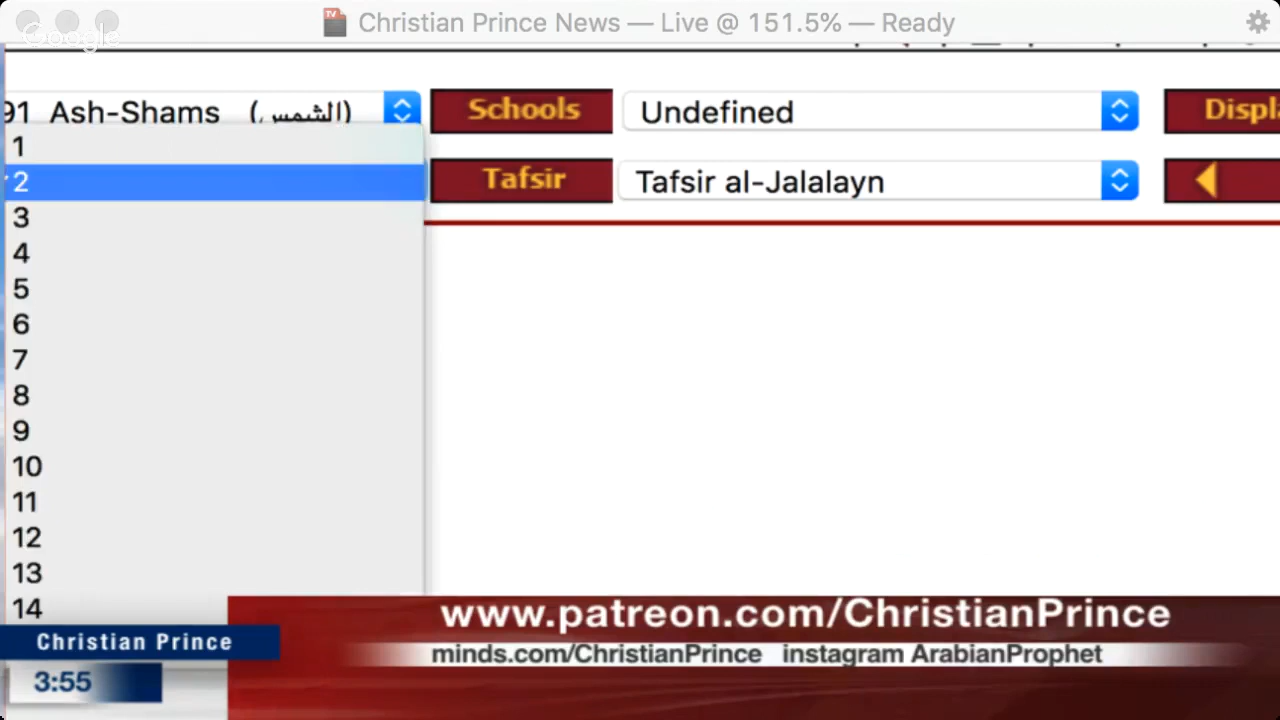 Christian Prince News — Live @ 151.5% — Ready
Google
91 Ash-Shams (الشمس)
Schools
Undefined
1
2
Tafsir
Tafsir al-Jalalayn
3
4
5
6
7
8
9
10
11
12
13
14
www.patreon.com/ChristianPrince
Christian Prince
minds.com/ChristianPrince instagram ArabianProphet
3:55